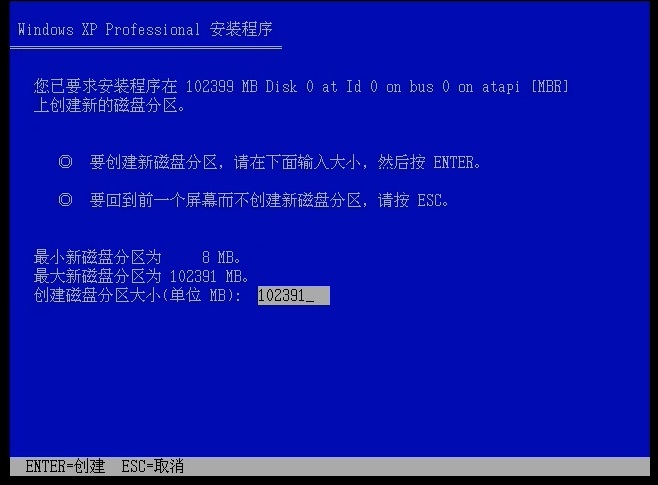 Windows XP Professional 安装程序
您已要求安装程序在 102399 MB Disk 0 at Id 0 on bus 0 on atapi [MBR]
上创建新的磁盘分区。
◎ 要创建新磁盘分区，请在下面输入大小，然后按 ENTER。
◎ 要回到前一个屏幕而不创建新磁盘分区，请按 ESC。
最小新磁盘分区为 8 MB。
最大新磁盘分区为 102391 MB。
创建磁盘分区大小(单位 MB): 102391_
ENTER=创建 ESC=取消